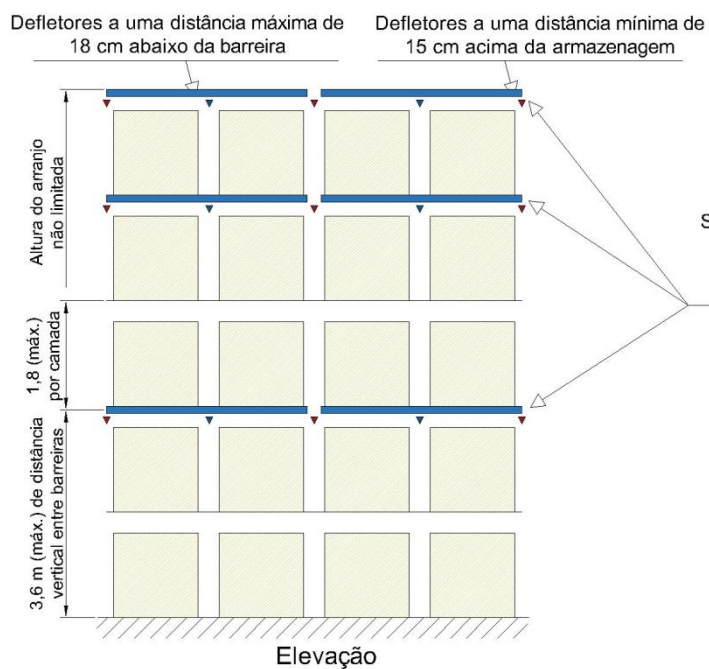 Defletores a uma distância máxima de
18 cm abaixo da barreira
Defletores a uma distância mínima de
15 cm acima da armazenagem
Altura do arranjo
não limitada
S
1,8 (máx.)
por camada
3,6 m (máx.) de distância
vertical entre barreiras
Elevação